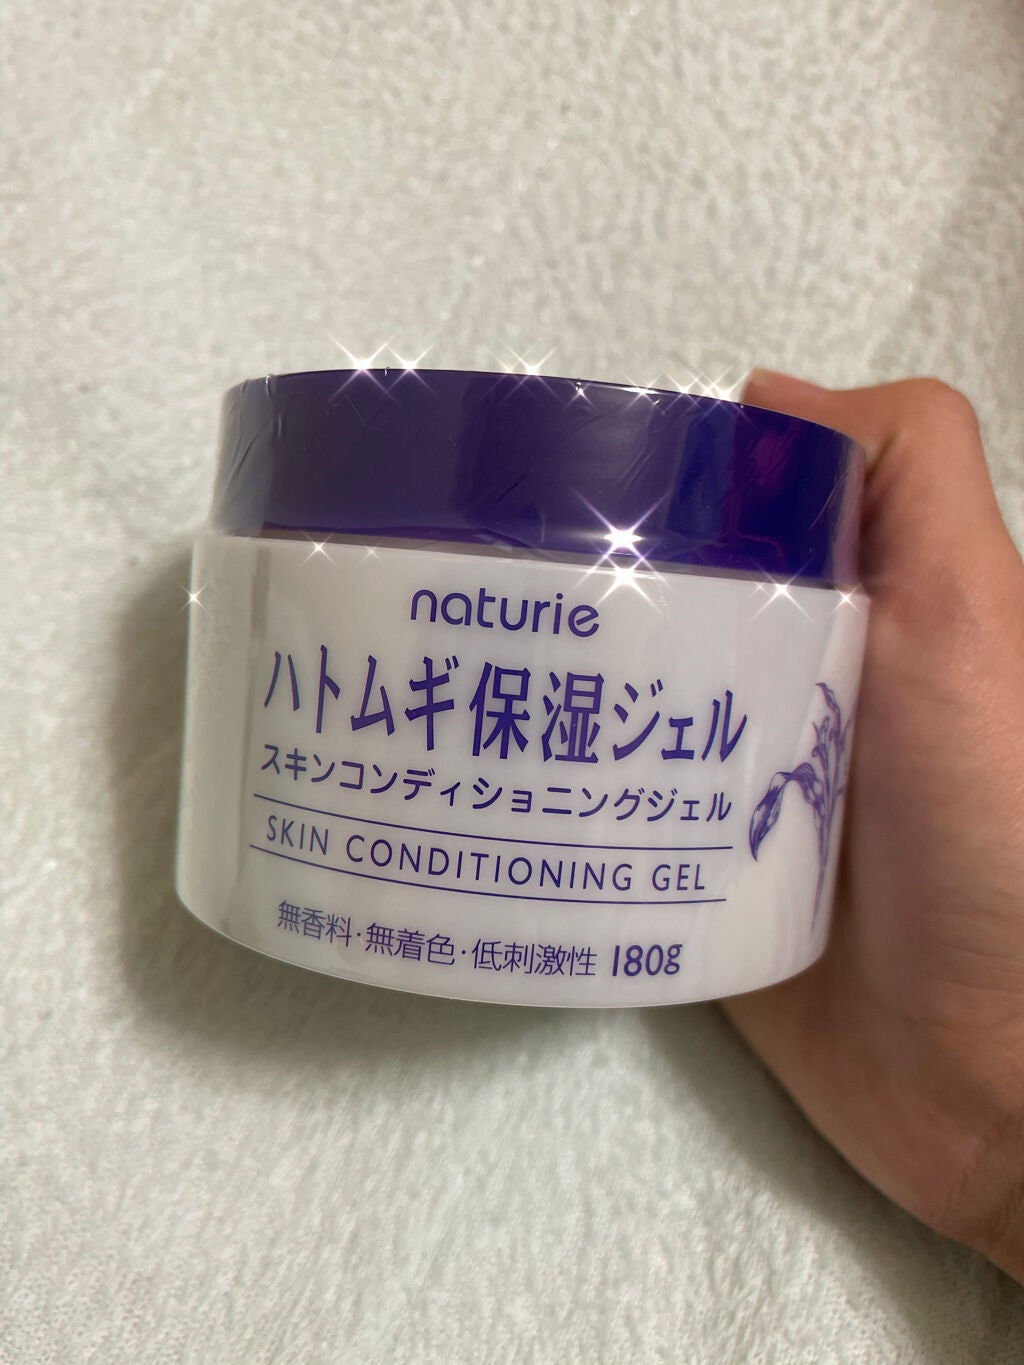 naturie
ハトムギ保湿ジェル
スキンコンディショニングジェル
SKIN CONDITIONING GEL
無香料・無着色・低刺激性 180g